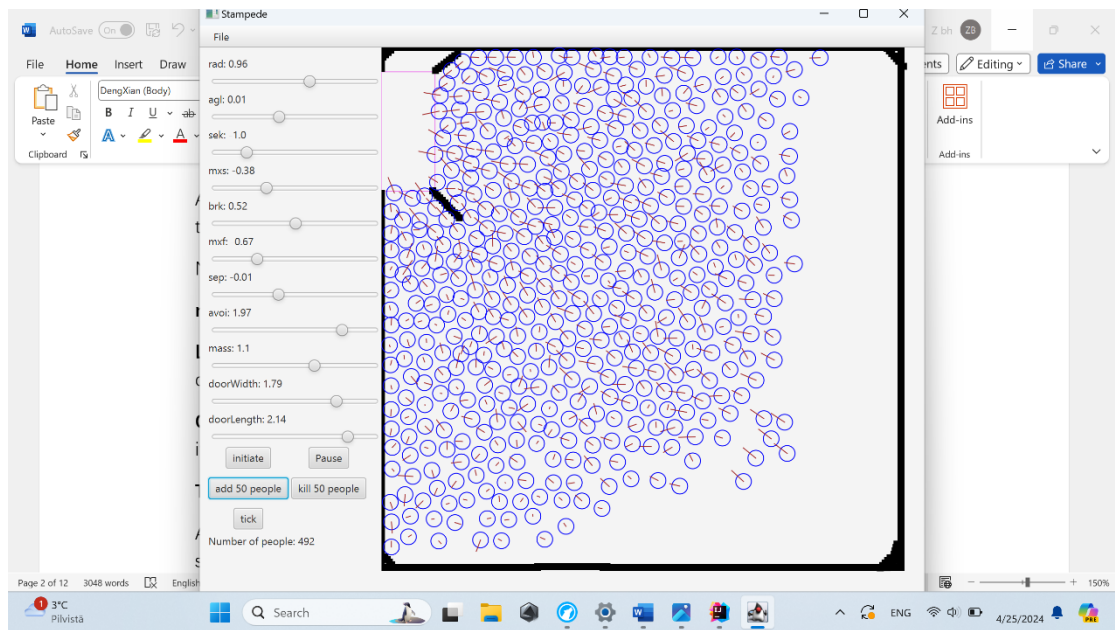 Stampede
AutoSave On
Z bh ZB
File
File Home Insert Draw
nts Editing Share
rad: 0.96
DengXian (Body)
agl: 0.01
B I U ab
Paste
Add-ins
A A
sek: 1.0
Clipboard
Add-ins
mxs: -0.38
brk: 0.52
mxf: 0.67
sep: -0.01
avoi: 1.97
mass: 1.1
doorWidth: 1.79
doorLength: 2.14
initiate Pause
add 50 people kill 50 people
tick
Number of people: 492
Page 2 of 12 3048 words English 150%
1 3°C
Pilvistä
Search
ENG
4/25/2024
PRE